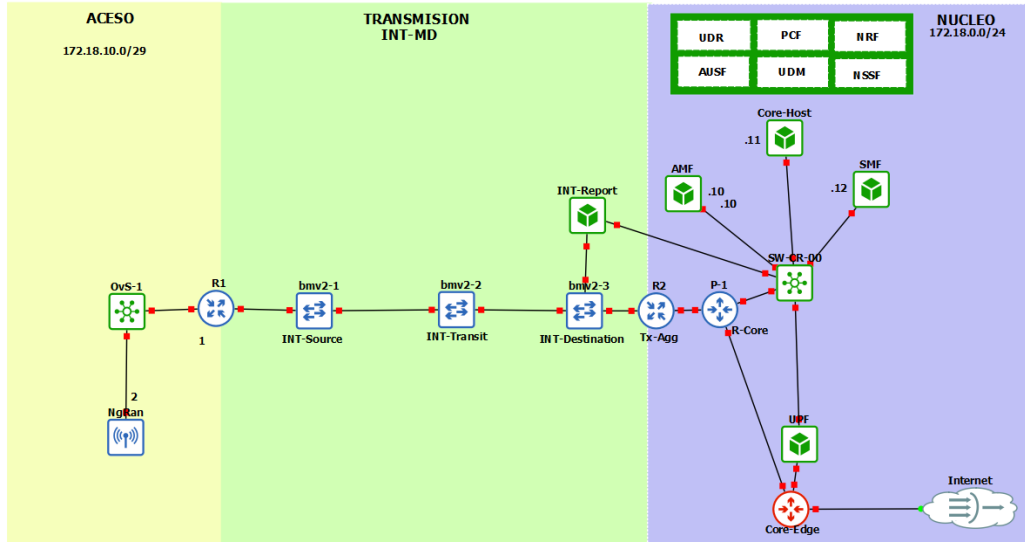 ACESO
172.18.10.0/29
TRANSMISION
INT-MD
NUCLEO
172.18.0.0/24
UDR
PCF
NRF
AUSF
UDM
NSSF
Core-Host
.11
AMF
.10
.10
SMF
.12
INT-Report
SW-CR-00
OvS-1
R1
1
bmv2-1
INT-Source
bmv2-2
INT-Transit
bmv2-3
INT-Destination
R2
Tx-Agg
P-1
R-Core
2
NgRan
UPF
Core-Edge
Internet